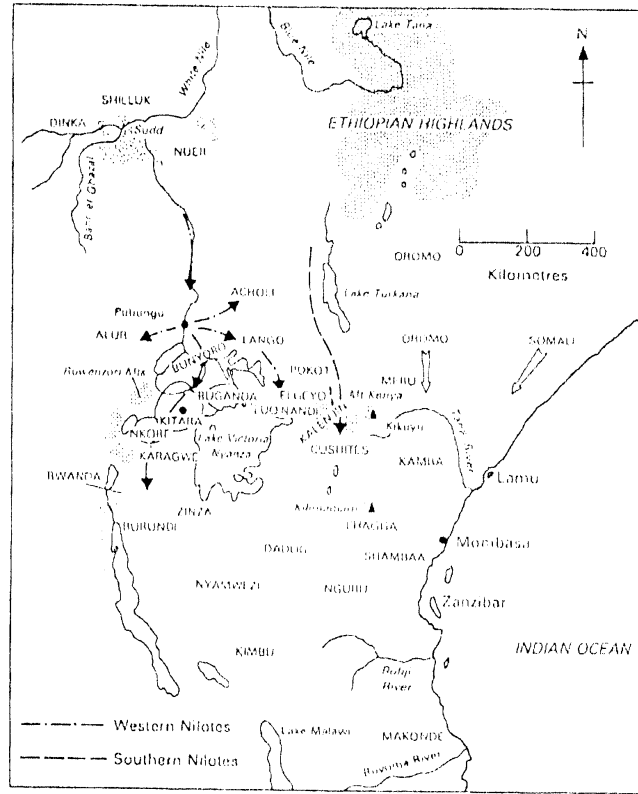 Lake Tana
Blue Nile
White Nile
N
SHILLUK
DINKA
Sudd
NUER
Bahr el Ghazal
ETHIOPIAN HIGHLANDS
0 200 400
Kilometres
OROMO
Lake Turkana
ACHOLI
Pubungu
ALUR
LANGO
BUNYORO
OROMO
SOMALI
POKOT
Ruwenzori Mts
MERU
BUGANDA
ELGEYO
Mt Kenya
LUO NANDI
KALENJIN
KITARA
Kikuyu
Tana River
NKORE
Lake Victoria
Nyanza
CUSHITES
KARAGWE
KAMBA
RWANDA
Lamu
Kilimanjaro
ZINZA
CHAGGA
BURUNDI
DADOG
SHAMBAA
Mombasa
NYAMWEZI
NGURU
Zanzibar
KIMBU
INDIAN OCEAN
Rufiji
River
Western Nilotes
Lake Malawi
MAKONDE
Southern Nilotes
Ruvuma River